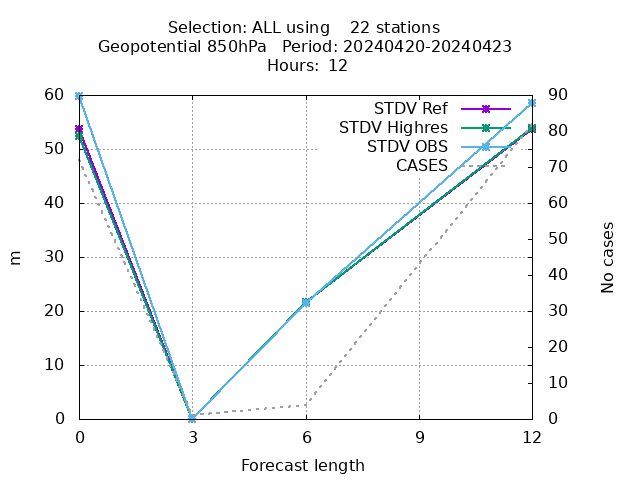 Selection: ALL using    22 stations
Geopotential 850hPa   Period: 20240420-20240423
Hours: 12
STDV Ref
STDV Highres
STDV OBS
CASES
60
50
40
30
20
10
0
m
90
80
70
60
50
40
30
20
10
0
No cases
0 3 6 9 12
Forecast length